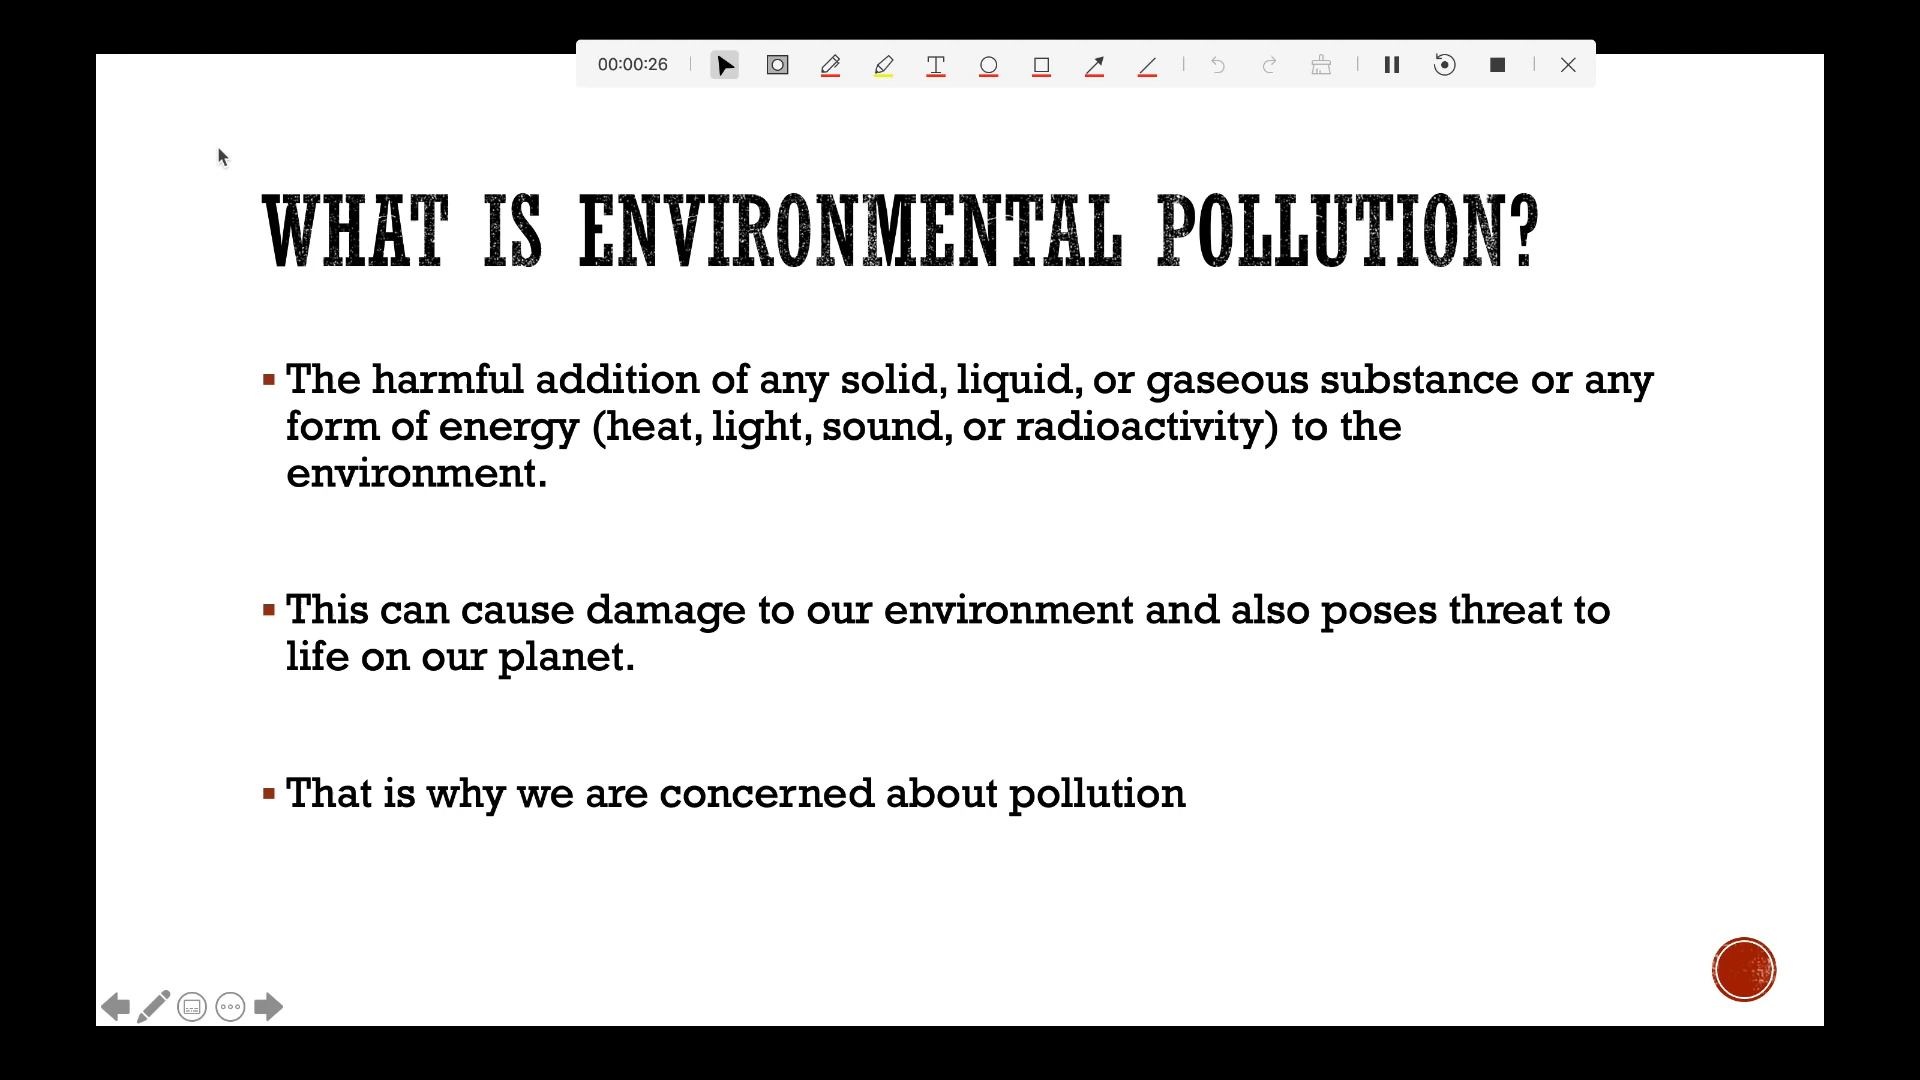 00:00:26
WHAT IS ENVIRONMENTAL POLLUTION?
▪ The harmful addition of any solid, liquid, or gaseous substance or any
form of energy (heat, light, sound, or radioactivity) to the
environment.
▪ This can cause damage to our environment and also poses threat to
life on our planet.
▪ That is why we are concerned about pollution